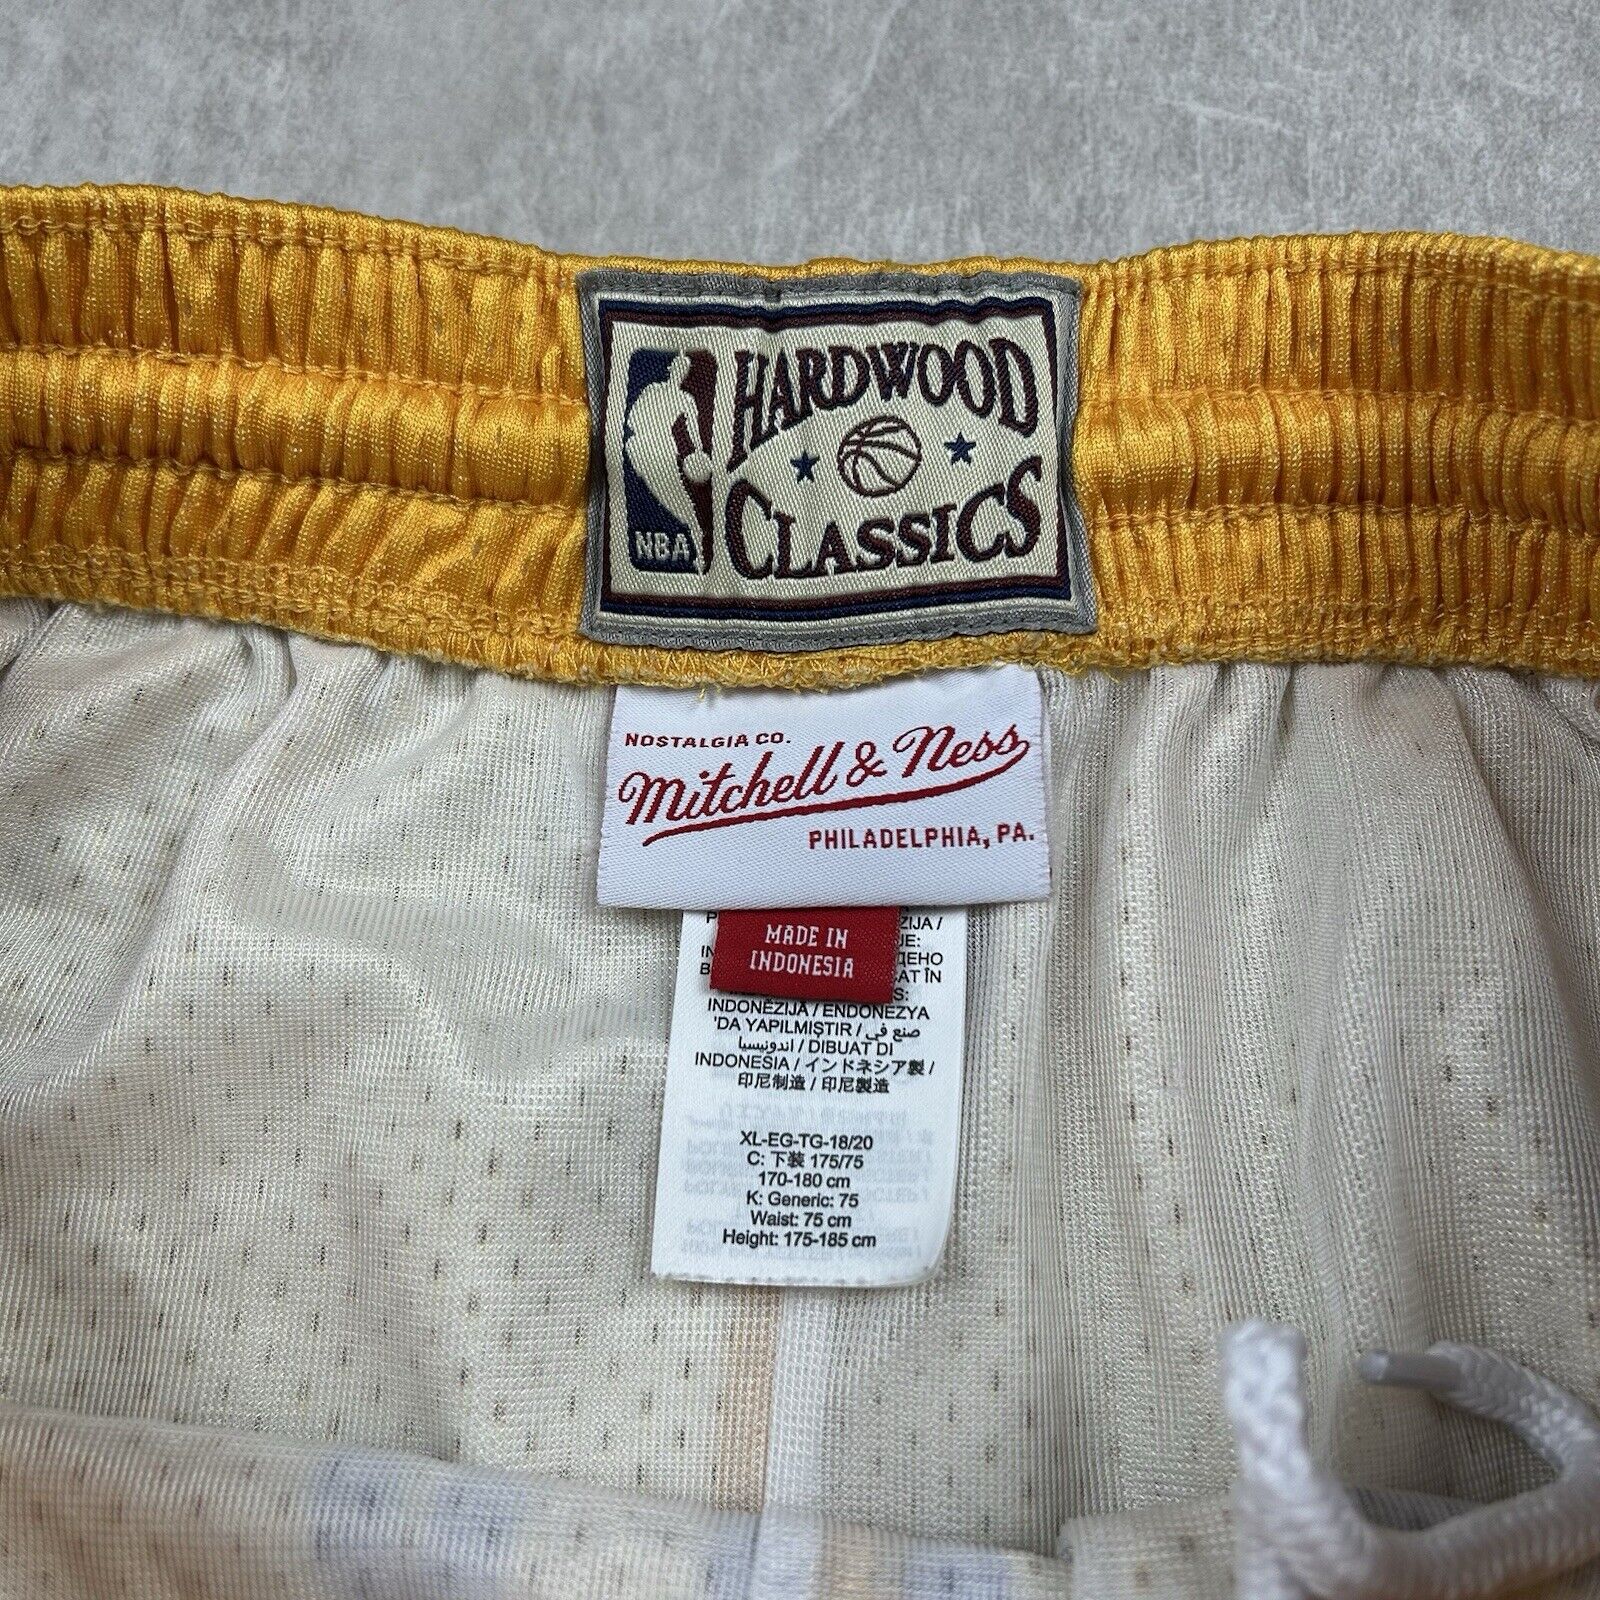 HARDWOOD
CLASSICS
NBA
NOSTALGIA CO.
Mitchell & Ness
PHILADELPHIA, PA.
MADE IN
INDONESIA
INDONĒZIJĀ / ENDONEZYA
'DA YAPILMIŞTIR / صنع في
اندونيسيا / DIBUAT DI
INDONESIA / インドネシア製 /
印尼制造 / 印尼製造
XL-EG-TG-18/20
C: 下装 175/75
170-180 cm
K: Generic: 75
Waist: 75 cm
Height: 175-185 cm